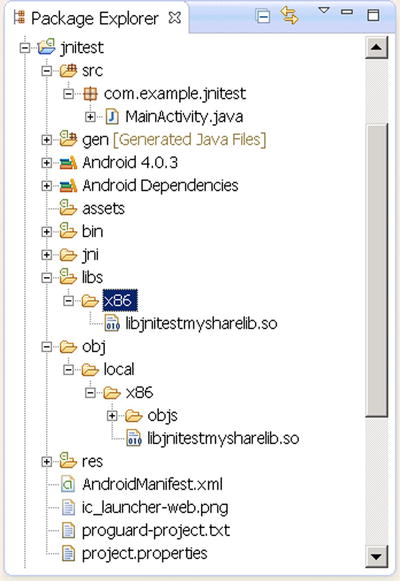 Package Explorer
jnitest
src
com.example.jnitest
MainActivity.java
gen [Generated Java Files]
Android 4.0.3
Android Dependencies
assets
bin
jni
libs
x86
libjnitestmysharelib.so
obj
local
x86
objs
libjnitestmysharelib.so
res
AndroidManifest.xml
ic_launcher-web.png
proguard-project.txt
project.properties